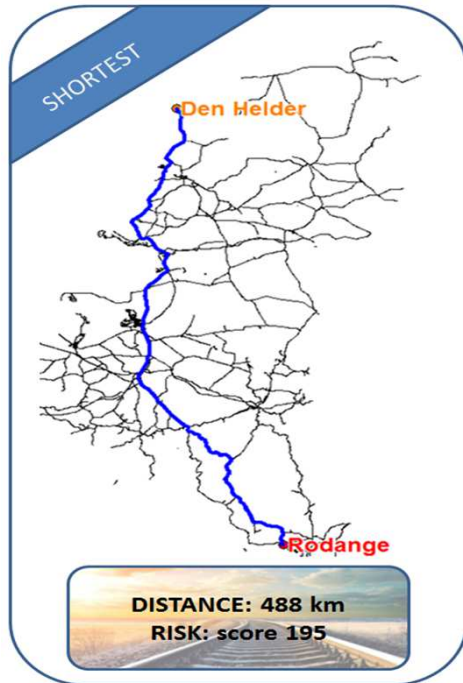 SHORTEST
Den Helder
Rodange
DISTANCE: 488 km
RISK: score 195